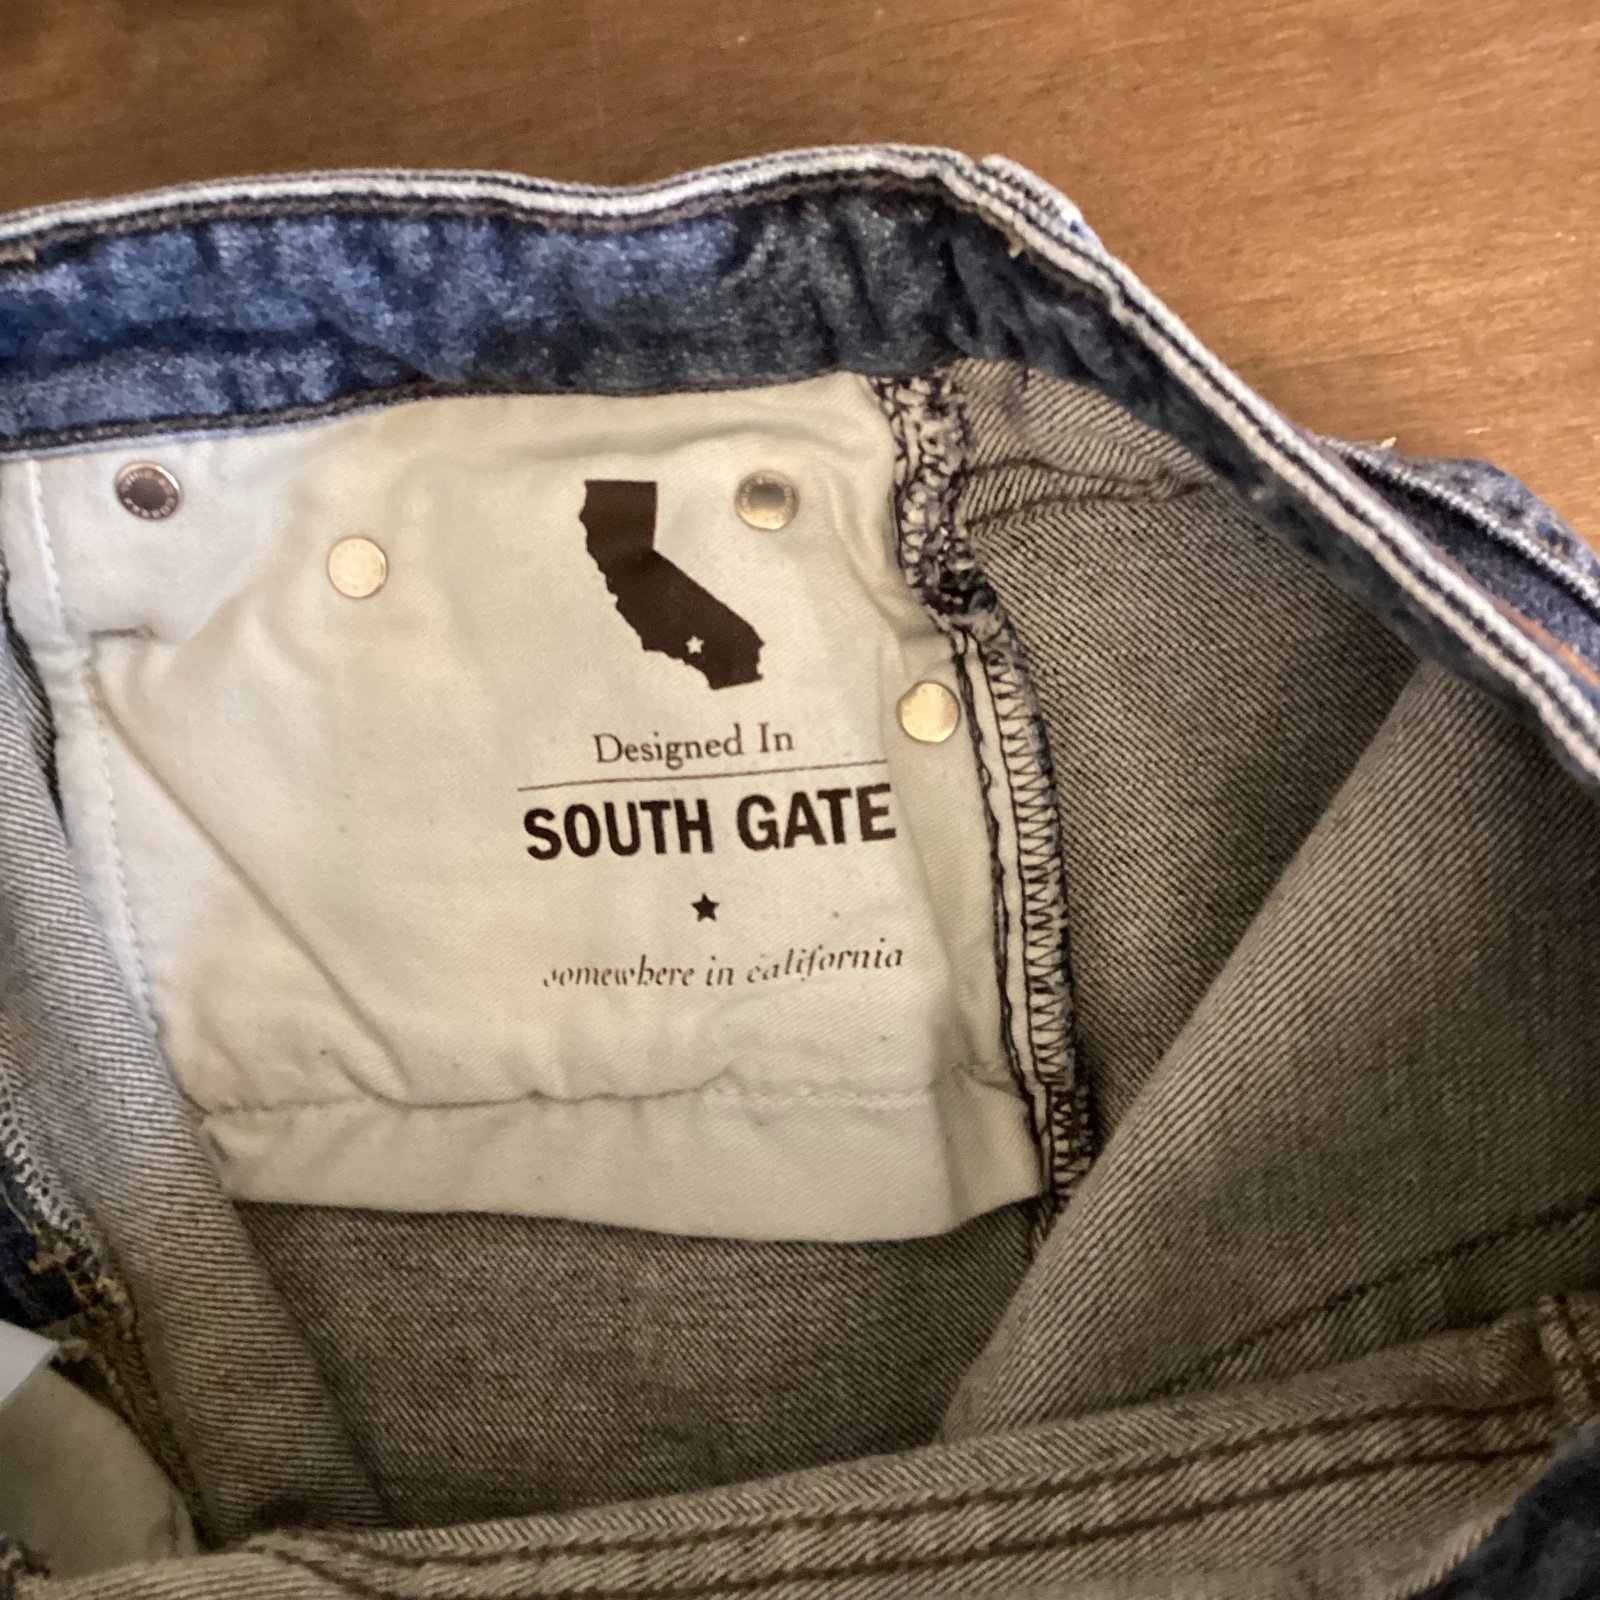 Designed In
SOUTH GATE
somewhere in california